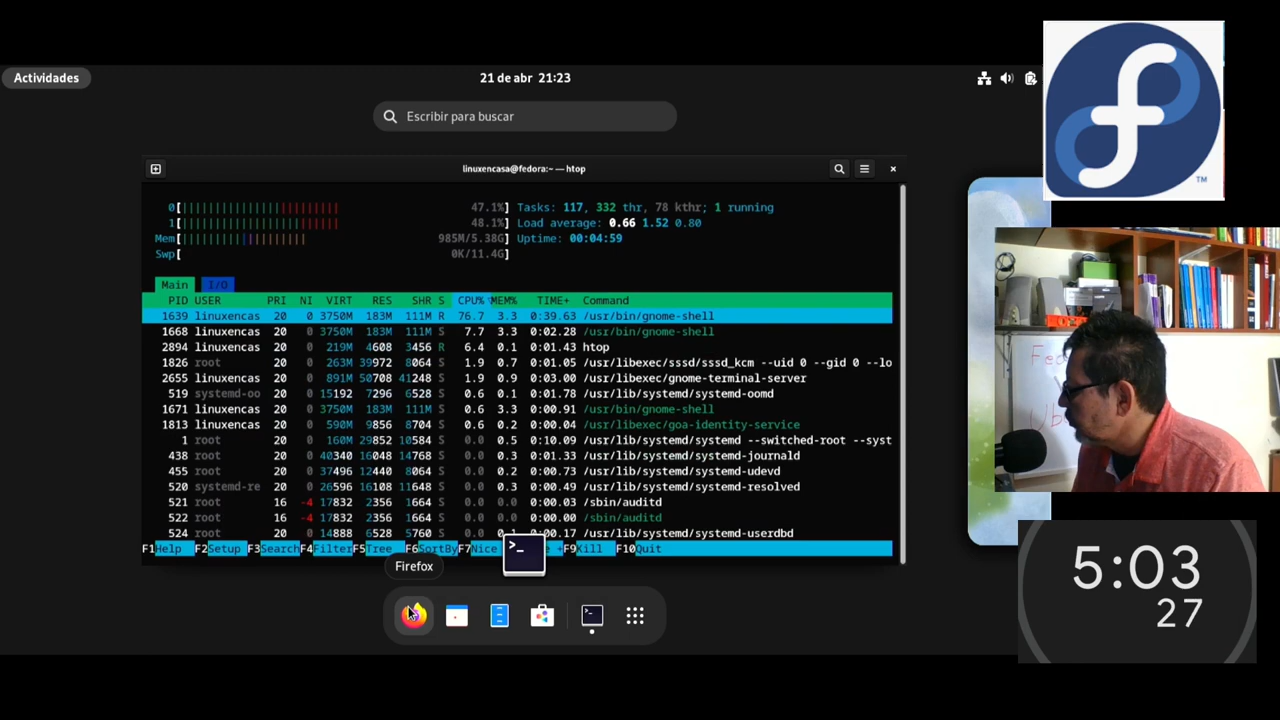 Actividades
21 de abr 21:23
Escribir para buscar
linuxencasa@fedora:~ — htop
0[||||||||||||||||||||||||||||| 47.1%] Tasks: 117, 332 thr, 78 kthr; 1 running
1[||||||||||||||||||||||||||||| 48.1%] Load average: 0.66 1.52 0.80
Mem[||||||||||||||||||||||| 985M/5.38G] Uptime: 00:04:59
Swp[ 0K/11.4G]
Main I/O
PID USER PRI NI VIRT RES SHR S CPU% MEM% TIME+ Command
1639 linuxencas 20 0 3750M 183M 111M R 76.7 3.3 0:39.63 /usr/bin/gnome-shell
1668 linuxencas 20 0 3750M 183M 111M S 7.7 3.3 0:02.28 /usr/bin/gnome-shell
2894 linuxencas 20 0 219M 4608 3456 R 6.4 0.1 0:01.43 htop
1826 root 20 0 263M 39972 8064 S 1.9 0.7 0:01.05 /usr/libexec/sssd/sssd_kcm --uid 0 --gid 0 --lo
2655 linuxencas 20 0 891M 50708 41248 S 1.9 0.9 0:03.00 /usr/libexec/gnome-terminal-server
519 systemd-oo 20 0 15192 7296 6528 S 0.6 0.1 0:01.78 /usr/lib/systemd/systemd-oomd
1671 linuxencas 20 0 3750M 183M 111M S 0.6 3.3 0:00.91 /usr/bin/gnome-shell
1813 linuxencas 20 0 590M 9856 8704 S 0.6 0.2 0:00.04 /usr/libexec/goa-identity-service
1 root 20 0 160M 29852 10584 S 0.0 0.5 0:10.09 /usr/lib/systemd/systemd --switched-root --syst
438 root 20 0 40340 16048 14768 S 0.0 0.3 0:01.33 /usr/lib/systemd/systemd-journald
455 root 20 0 37496 12440 8360 S 0.0 0.2 0:00.73 /usr/lib/systemd/systemd-udevd
520 systemd-re 20 0 26596 16108 11648 S 0.0 0.3 0:00.49 /usr/lib/systemd/systemd-resolved
521 root 16 -4 17832 2356 1664 S 0.0 0.0 0:00.03 /sbin/auditd
522 root 16 -4 17832 2356 1664 S 0.0 0.0 0:00.00 /sbin/auditd
524 root 20 0 14888 6528 5760 S 0.0 0.1 0:00.17 /usr/lib/systemd/systemd-userdbd
F1Help F2Setup F3Search F4Filter F5Tree F6SortBy F7Nice F9Kill F10Quit
Firefox
TM
5:03
27